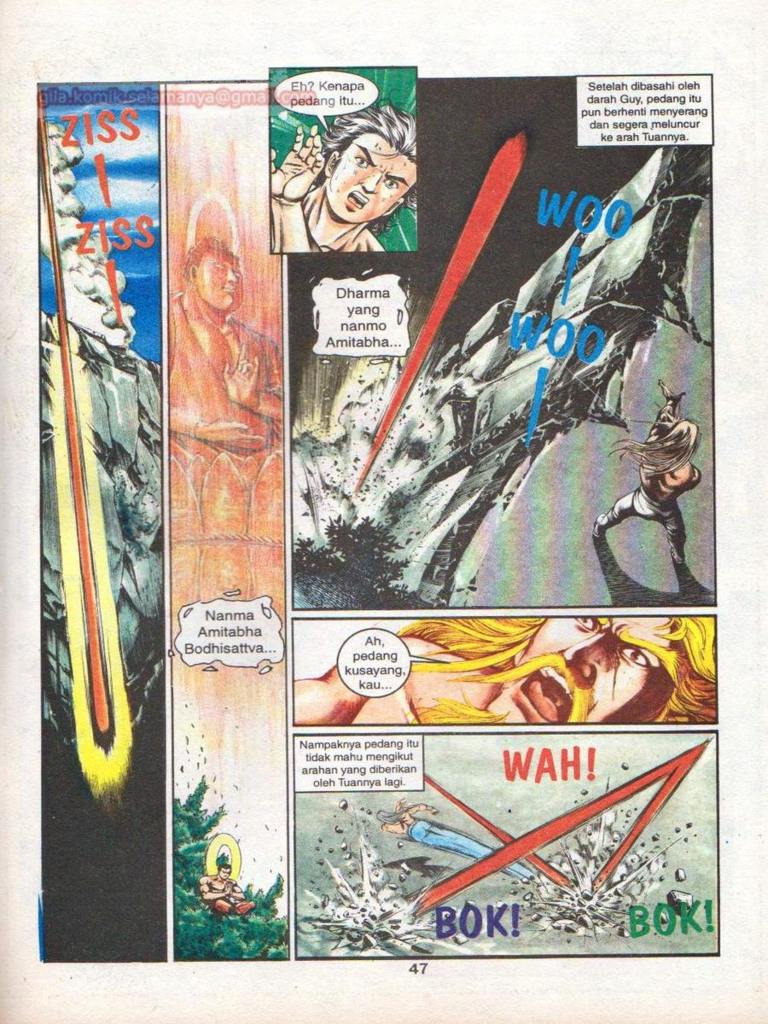 gila.komik.selamanya@gmail.com
ZISS
ZISS
Eh? Kenapa
pedang itu...
Setelah dibasahi oleh
darah Guy, pedang itu
pun berhenti menyerang
dan segera meluncur
ke arah Tuannya.
WOO
WOO
Dharma
yang
nanmo
Amitabha...
Nanma
Amitabha
Bodhisattva...
Ah,
pedang
kusayang,
kau...
Nampaknya pedang itu
tidak mahu mengikut
arahan yang diberikan
oleh Tuannya lagi.
WAH!
BOK!
BOK!
47